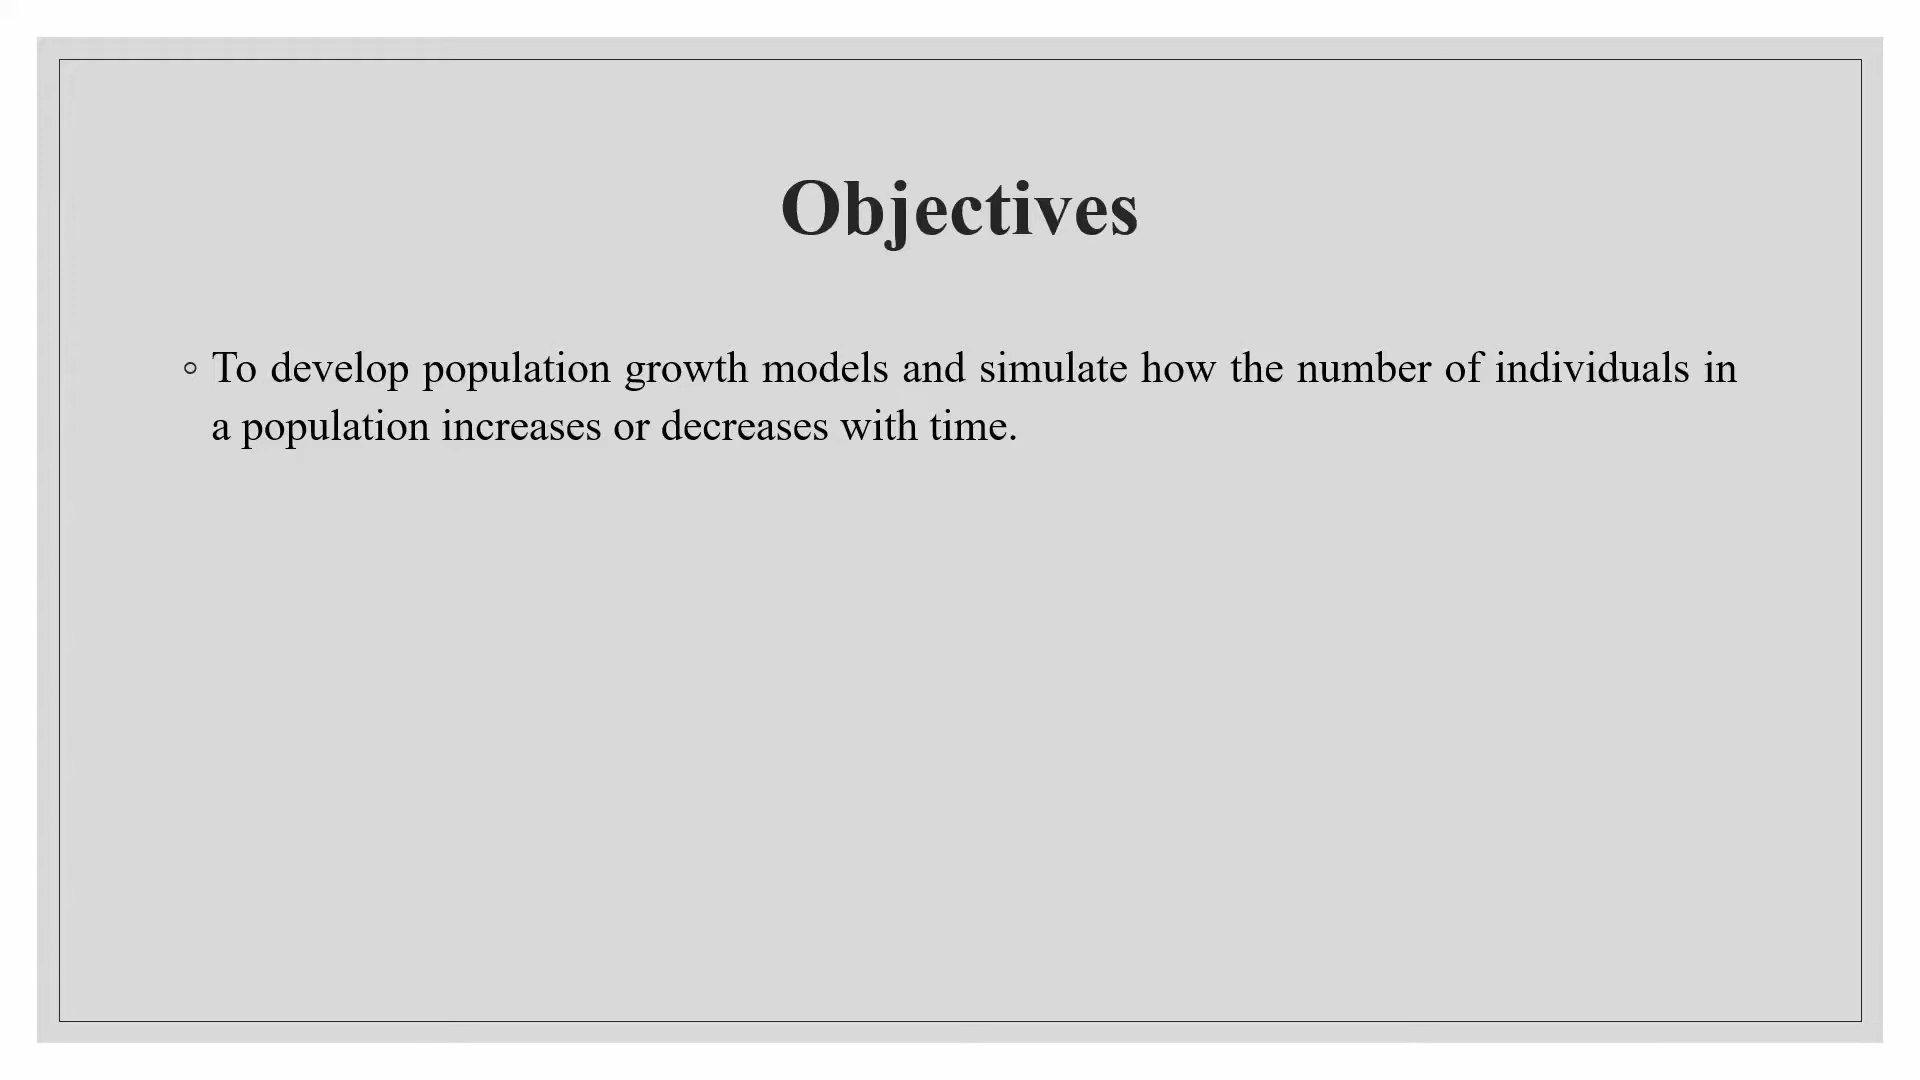 Objectives
◦ To develop population growth models and simulate how the number of individuals in
a population increases or decreases with time.